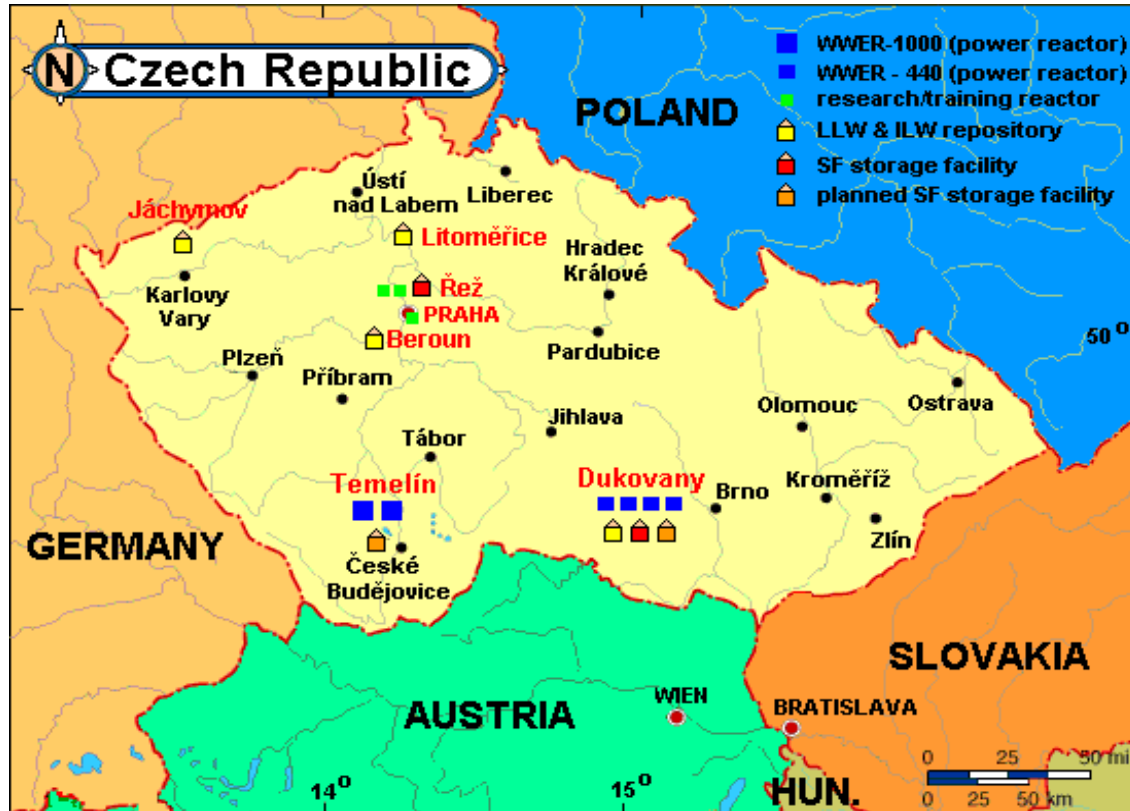 N
Czech Republic
WWER-1000 (power reactor)
WWER - 440 (power reactor)
research/training reactor
LLW & ILW repository
SF storage facility
planned SF storage facility
POLAND
Ústí
nad Labem
Liberec
Jáchymov
Litoměřice
Hradec
Králové
Karlovy
Vary
Řež
PRAHA
Beroun
Pardubice
50 o
Plzeň
Příbram
Jihlava
Olomouc
Ostrava
Tábor
Temelín
Dukovany
Brno
Kroměříž
Zlín
GERMANY
České
Budějovice
SLOVAKIA
AUSTRIA
WIEN
BRATISLAVA
0 25 50 mi
0 25 50 km
14 o
15 o
HUN.